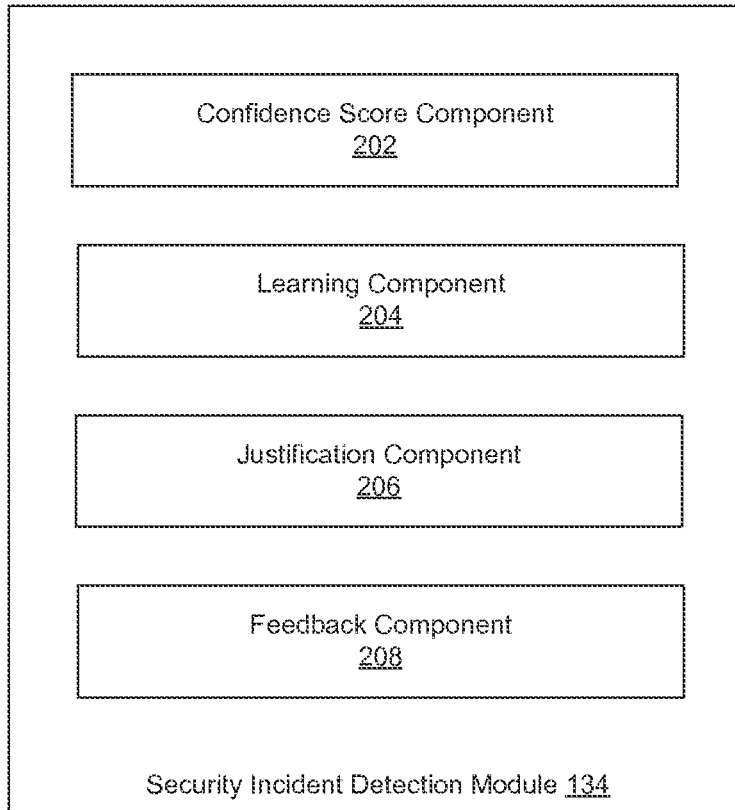 Confidence Score Component
202
Learning Component
204
Justification Component
206
Feedback Component
208
Security Incident Detection Module 134